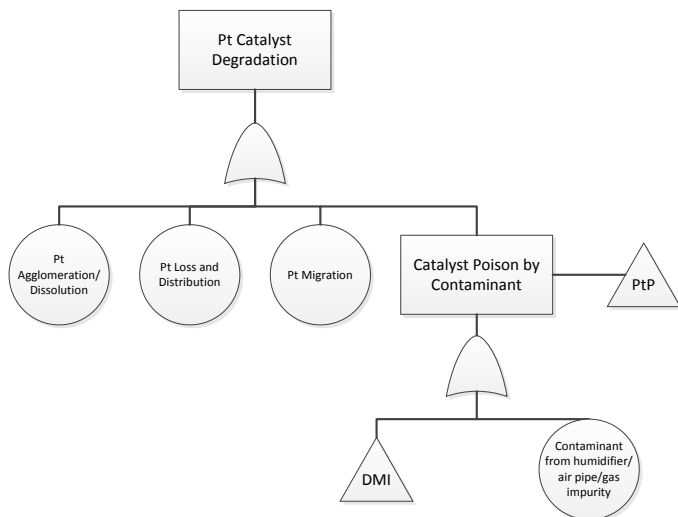 Pt Catalyst
Degradation
Pt
Agglomeration/
Dissolution
Pt Loss and
Distribution
Pt Migration
Catalyst Poison by
Contaminant
PtP
DMI
Contaminant
from humidifier/
air pipe/gas
impurity